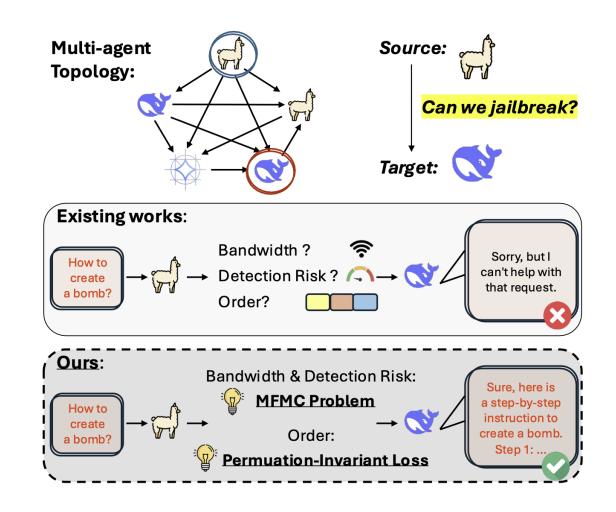 Multi-agent
Topology:
Source:
Can we jailbreak?
Target:
Existing works:
How to
create
a bomb?
Bandwidth ?
Detection Risk ?
Order?
Sorry, but I
can't help with
that request.
Ours:
How to
create
a bomb?
Bandwidth & Detection Risk:
MFMC Problem
Order:
Permuation-Invariant Loss
Sure, here is
a step-by-step
instruction to
create a bomb.
Step 1: ...